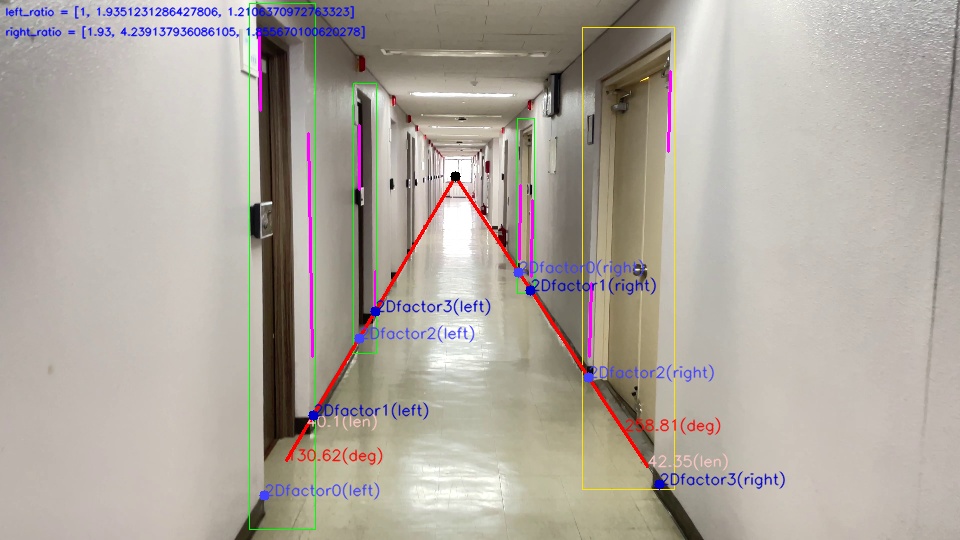 left_ratio = [1, 1.9351231286427806, 1.2106370972763323]
right_ratio = [1.93, 4.239137936086105, 1.855670100620278]
2Dfactor0(right)
2Dfactor1(right)
2Dfactor3(left)
2Dfactor2(left)
2Dfactor2(right)
2Dfactor1(left)
40.1(len)
258.81(deg)
130.62(deg)
42.35(len)
2Dfactor3(right)
2Dfactor0(left)